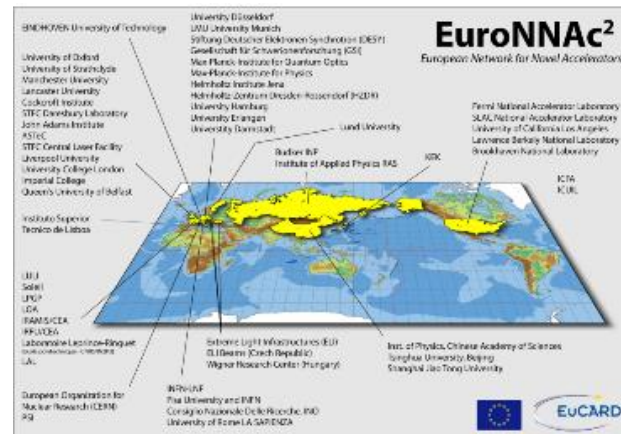 EuroNNAc²
European Network for Novel Accelerators
EINDHOVEN University of Technology
University of Oxford
University of Strathclyde
Manchester University
Lancaster University
Cockcroft Institute
STFC Daresbury Laboratory
John Adams Institute
ASTeC
STFC Central Laser Facility
Liverpool University
University College London
Imperial College
Queen's University of Belfast
Instituto Superior
Tecnico de Lisboa
LULI
Soleil
LPGP
LOA
IRAMIS/CEA
IRFU/CEA
Laboratoire Leprince-Ringuet
LAL
European Organization for
Nuclear Research (CERN)
PSI
University Düsseldorf
LMU University Munich
Stiftung Deutscher Elektronen Synchrotron (DESY)
Gesellschaft für Schwerionenforschung (GSI)
Max-Planck-Institute for Quantum Optics
Max-Planck-Institute for Physics
Helmholtz Institute Jena
Helmholtz-Zentrum Dresden-Rossendorf (HZDR)
University Hamburg
University Erlangen
University Darmstadt
Lund University
Budker INP
Institute of Applied Physics RAS
KEK
Fermi National Accelerator Laboratory
SLAC National Accelerator Laboratory
University of California Los Angeles
Lawrence Berkely National Laboratory
Brookhaven National Laboratory
ICFA
ICUIL
Extreme Light Infrastructures (ELI)
ELI Beams (Czech Republic)
Wigner Research Center (Hungary)
INFN-LNF
Pisa University and INFN
Consiglio Nazionale Delle Ricerche, INO
University of Rome LA SAPIENZA
Inst. of Physics, Chinese Academy of Sciences
Tsinghua University, Beijing
Shanghai Jiao Tong University
EuCARD